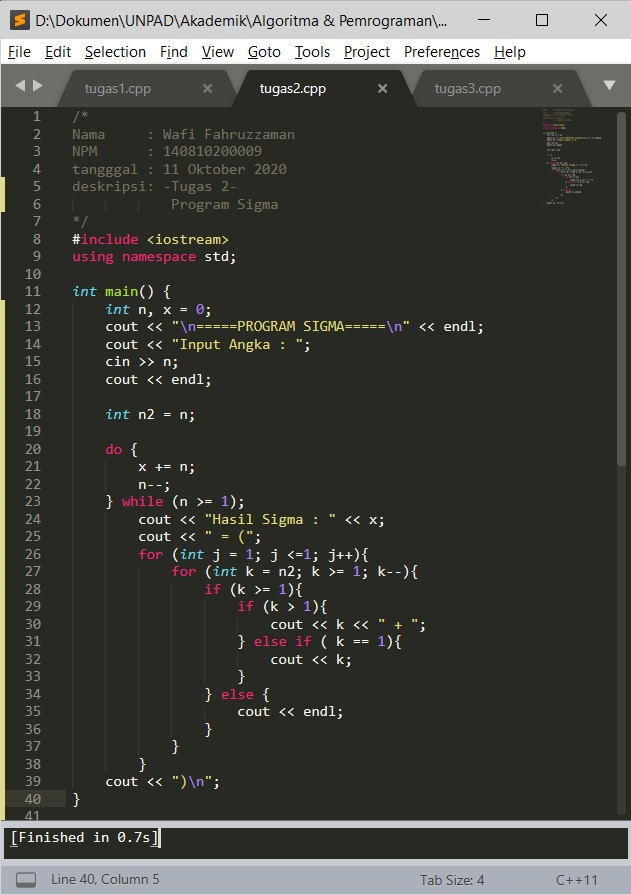 D:\Dokumen\UNPAD\Akademik\Algoritma & Pemrograman\...
File Edit Selection Find View Goto Tools Project Preferences Help
tugas1.cpp tugas2.cpp tugas3.cpp
1 /*
2 Nama     : Wafi Fahruzzaman
3 NPM      : 140810200009
4 tangggal : 11 Oktober 2020
5 deskripsi: -Tugas 2-
6             Program Sigma
7 */
8 #include <iostream>
9 using namespace std;
10
11 int main() {
12     int n, x = 0;
13     cout << "\n=====PROGRAM SIGMA=====\n" << endl;
14     cout << "Input Angka : ";
15     cin >> n;
16     cout << endl;
17
18     int n2 = n;
19
20     do {
21         x += n;
22         n--;
23     } while (n >= 1);
24         cout << "Hasil Sigma : " << x;
25         cout << " = (";
26         for (int j = 1; j <=1; j++){
27             for (int k = n2; k >= 1; k--){
28                 if (k >= 1){
29                     if (k > 1){
30                         cout << k << " + ";
31                     } else if ( k == 1){
32                         cout << k;
33                     }
34                 } else {
35                     cout << endl;
36                 }
37             }
38         }
39     cout << ")\n";
40 }
41
[Finished in 0.7s]
Line 40, Column 5 Tab Size: 4 C++11